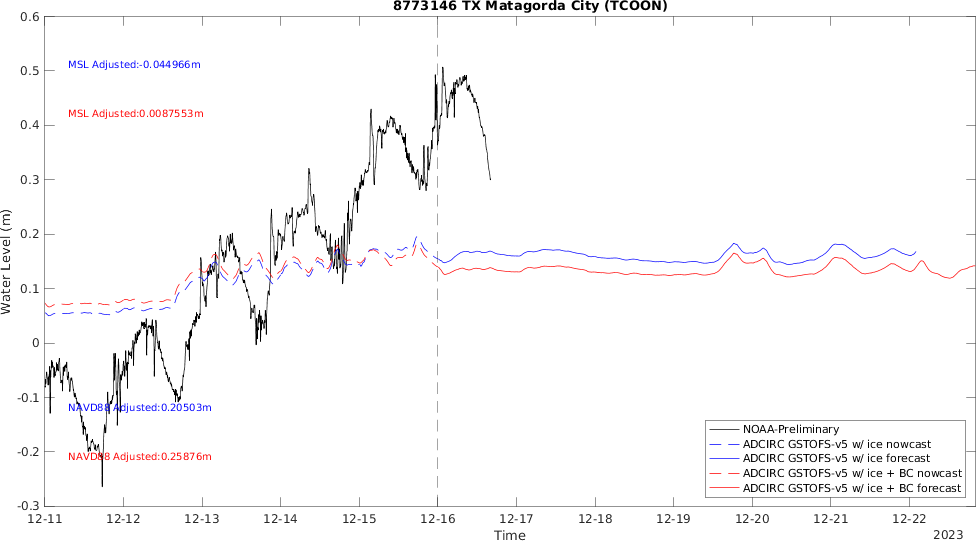 8773146 TX Matagorda City (TCOON)
0.6
0.5
0.4
0.3
0.2
0.1
0
-0.1
-0.2
-0.3
Water Level (m)
MSL Adjusted:-0.044966m
MSL Adjusted:0.0087553m
NAVD88 Adjusted:0.20503m
NAVD88 Adjusted:0.25876m
NOAA-Preliminary
ADCIRC GSTOFS-v5 w/ ice nowcast
ADCIRC GSTOFS-v5 w/ ice forecast
ADCIRC GSTOFS-v5 w/ ice + BC nowcast
ADCIRC GSTOFS-v5 w/ ice + BC forecast
12-11 12-12 12-13 12-14 12-15 12-16 12-17 12-18 12-19 12-20 12-21 12-22
Time
2023